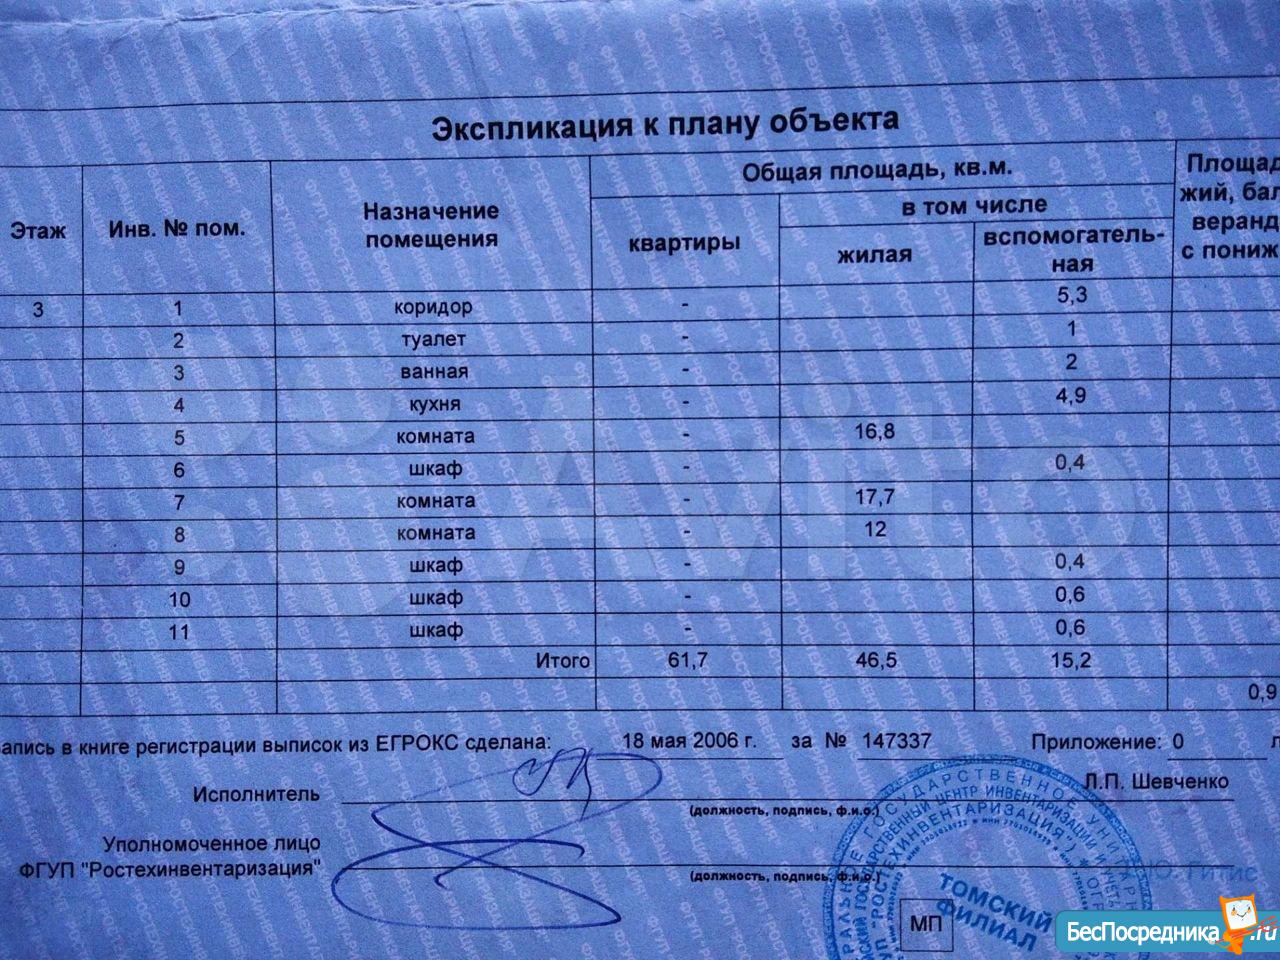 Экспликация к плану объекта
Этаж Инв. № пом. Назначение помещения Общая площадь, кв.м.
квартиры в том числе
жилая вспомогатель-
ная
Площад
жий, бал
веранд
с пониж
3 1 коридор - 5,3
2 туалет - 1
3 ванная - 2
4 кухня - 4,9
5 комната - 16,8
6 шкаф - 0,4
7 комната - 17,7
8 комната - 12
9 шкаф - 0,4
10 шкаф - 0,6
11 шкаф - 0,6
Итого 61,7 46,5 15,2
0,9
апись в книге регистрации выписок из ЕГРОКС сделана: 18 мая 2006 г. за № 147337 Приложение: 0 л
Исполнитель Л.П. Шевченко
(должность, подпись, ф.и.о.)
Уполномоченное лицо
ФГУП "Ростехинвентаризация"
(должность, подпись, ф.и.о.)
ТОМСКИЙ
ФИЛИАЛ
МП
Avito
БесПосредника.ru